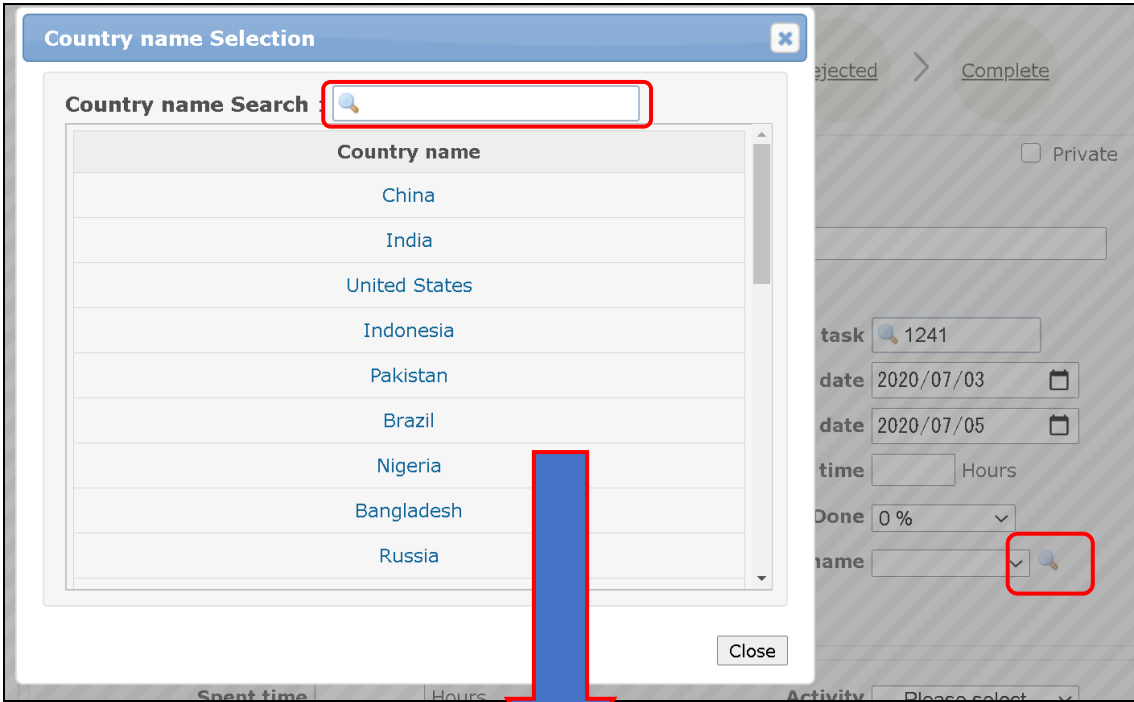 Country name Selection
ejected
Complete
Country name Search :
Country name
Private
China
India
United States
Indonesia
task 1241
Pakistan
date 2020/07/03
Brazil
date 2020/07/05
Nigeria
time Hours
Bangladesh
Done 0 %
Russia
name
Close
Spent time Hours
Activity Please select